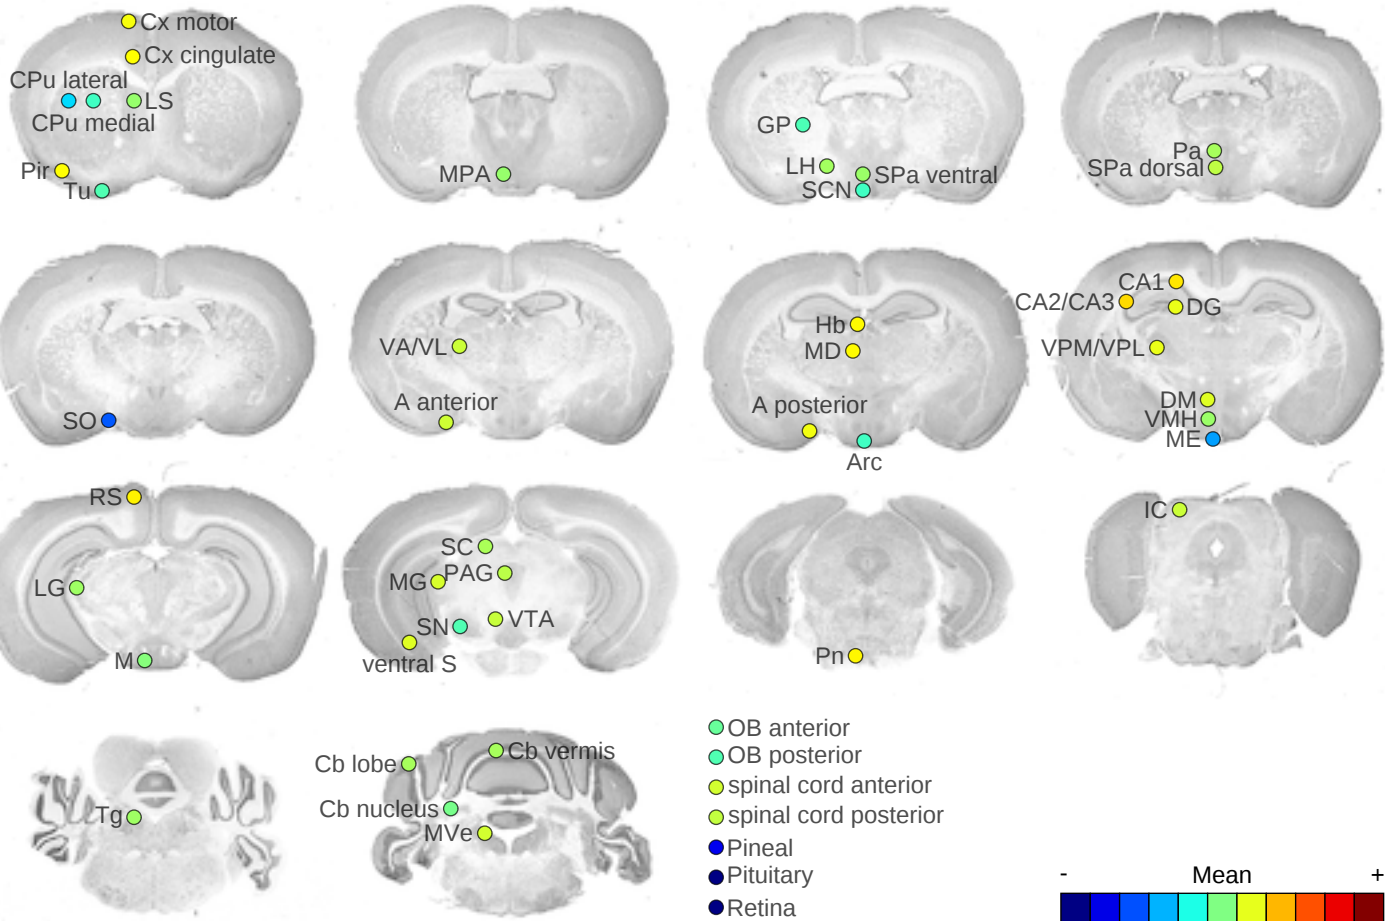 Cx motor
Cx cingulate
CPu lateral
LS
CPu medial
Pir
Tu
MPA
GP
LH
SPa ventral
SCN
Pa
SPa dorsal
SO
VA/VL
A anterior
Hb
MD
A posterior
Arc
CA1
CA2/CA3
DG
VPM/VPL
DM
VMH
ME
RS
LG
M
SC
MG
PAG
SN
VTA
ventral S
Pn
IC
Tg
Cb lobe
Cb vermis
Cb nucleus
MVe
OB anterior
OB posterior
spinal cord anterior
spinal cord posterior
Pineal
Pituitary
Retina
- Mean +